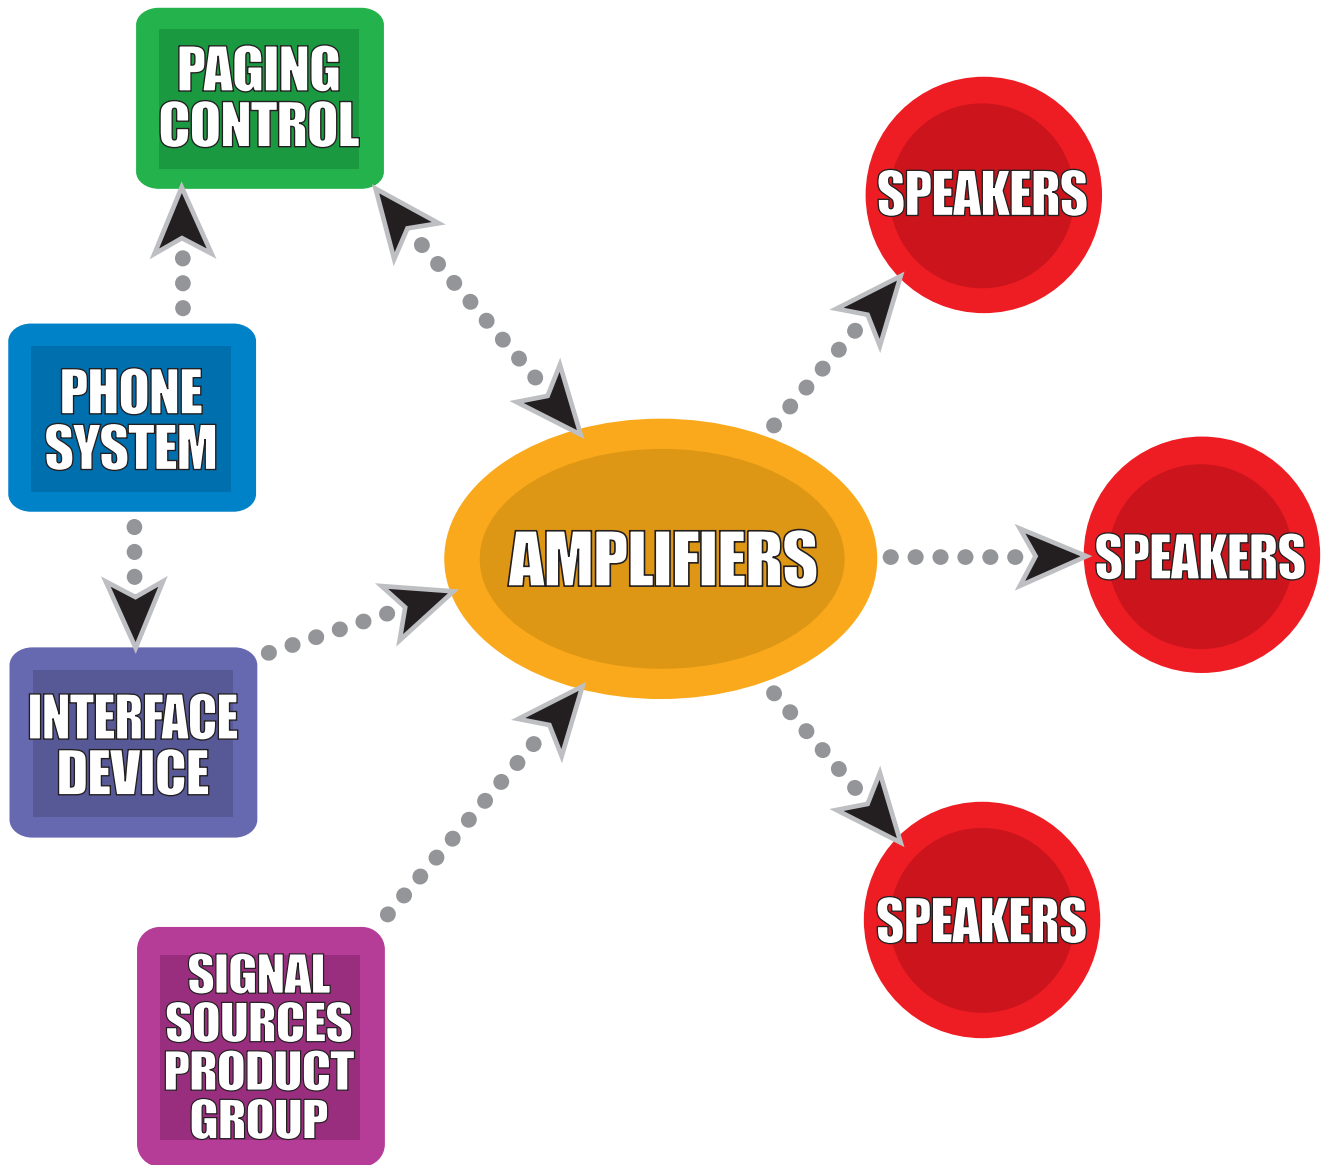 PAGING
CONTROL
SPEAKERS
PHONE
SYSTEM
AMPLIFIERS
SPEAKERS
INTERFACE
DEVICE
SPEAKERS
SIGNAL
SOURCES
PRODUCT
GROUP